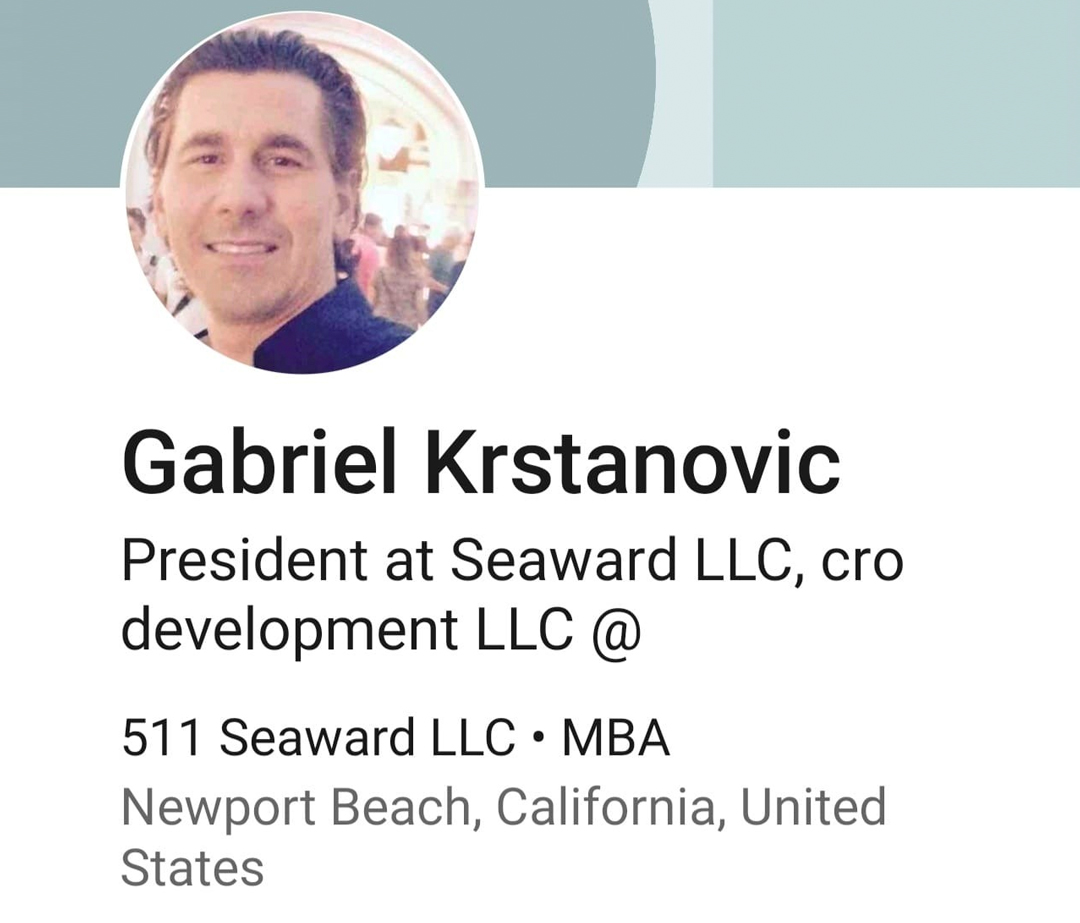 Gabriel Krstanovic
President at Seaward LLC, cro
development LLC @
511 Seaward LLC • MBA
Newport Beach, California, United
States